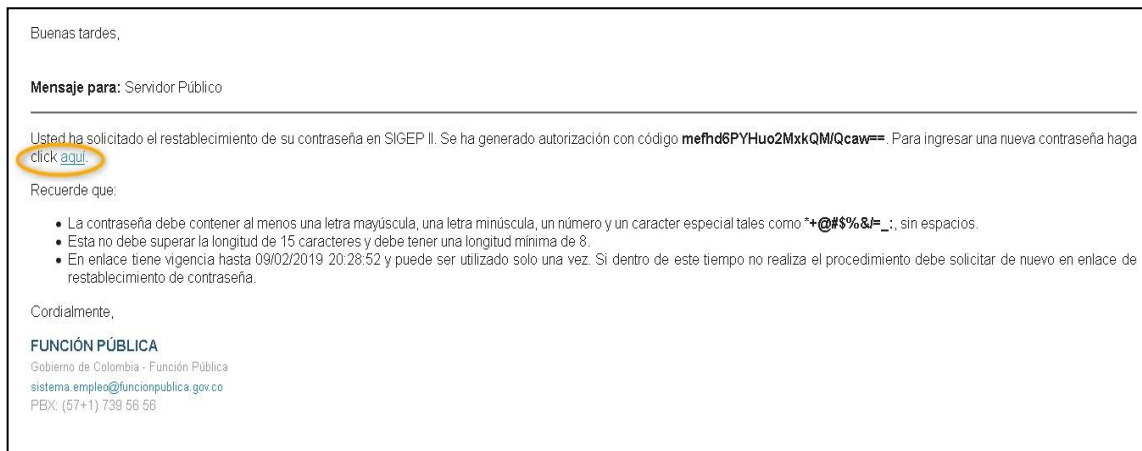 Buenas tardes,
Mensaje para: Servidor Público
Usted ha solicitado el restablecimiento de su contraseña en SIGEP II. Se ha generado autorización con código mefhd6PYHuo2MxkQM/Qcaw==. Para ingresar una nueva contraseña haga
click aquí.
Recuerde que:
• La contraseña debe contener al menos una letra mayúscula, una letra minúscula, un número y un caracter especial tales como *+@#$%&/=_:, sin espacios.
• Esta no debe superar la longitud de 15 caracteres y debe tener una longitud mínima de 8.
• En enlace tiene vigencia hasta 09/02/2019 20:28:52 y puede ser utilizado solo una vez. Si dentro de este tiempo no realiza el procedimiento debe solicitar de nuevo en enlace de
restablecimiento de contraseña.
Cordialmente,
FUNCIÓN PÚBLICA
Gobierno de Colombia - Función Pública
sistema.empleo@funcionpublica.gov.co
PBX: (57+1) 739 56 56